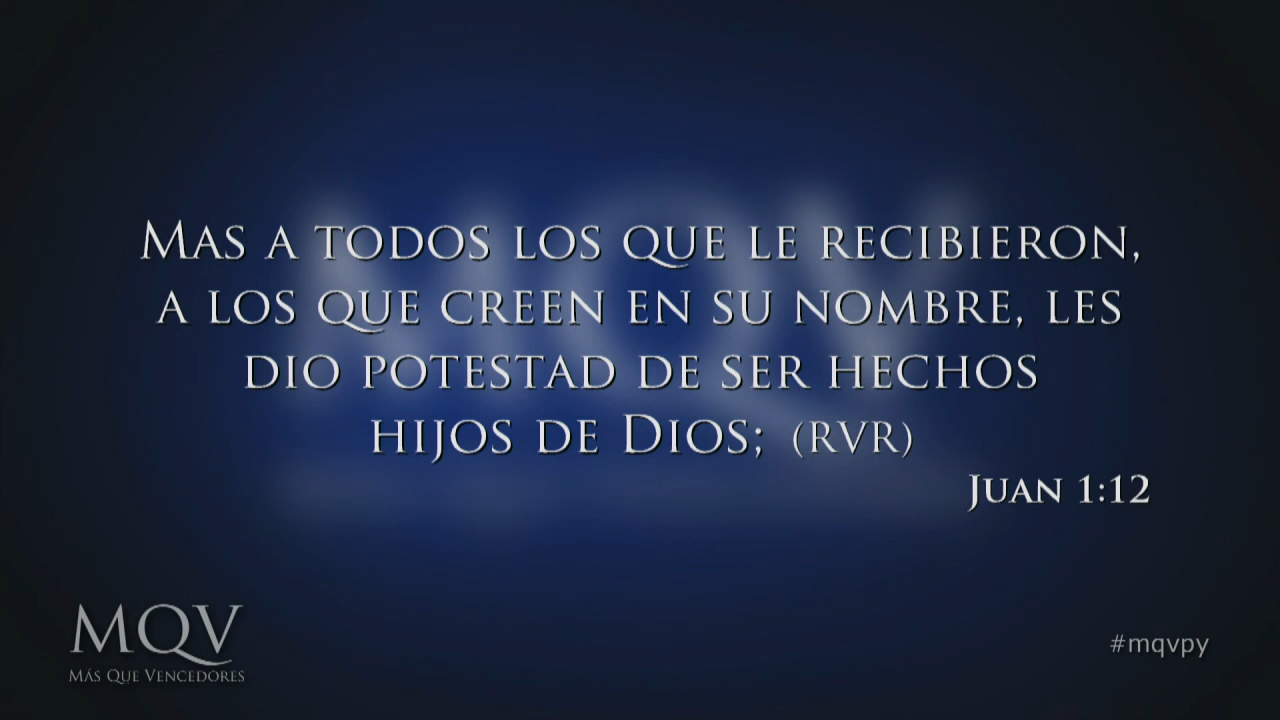 Mas a todos los que le recibieron,
a los que creen en su nombre, les
dio potestad de ser hechos
hijos de Dios; (RVR)
Juan 1:12
MQV
Más Que Vencedores
#mqvpy